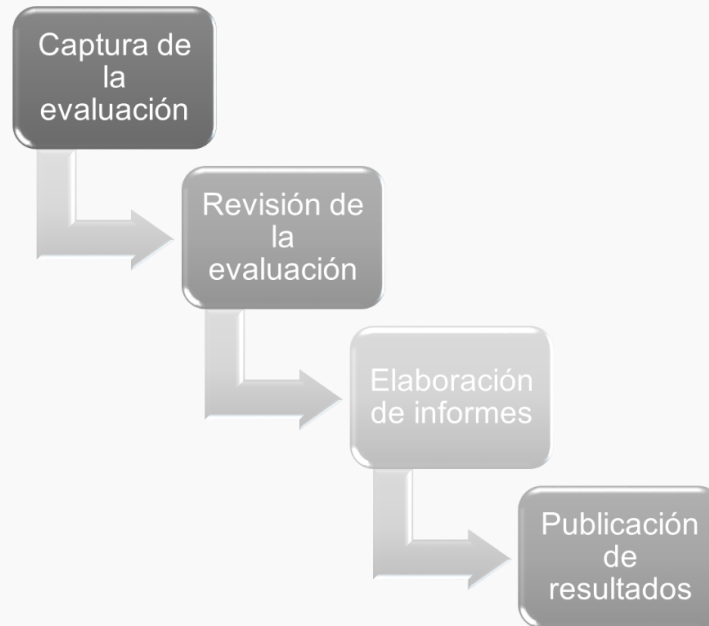 Captura de
la
evaluación
Revisión de
la
evaluación
Elaboración
de informes
Publicación
de
resultados